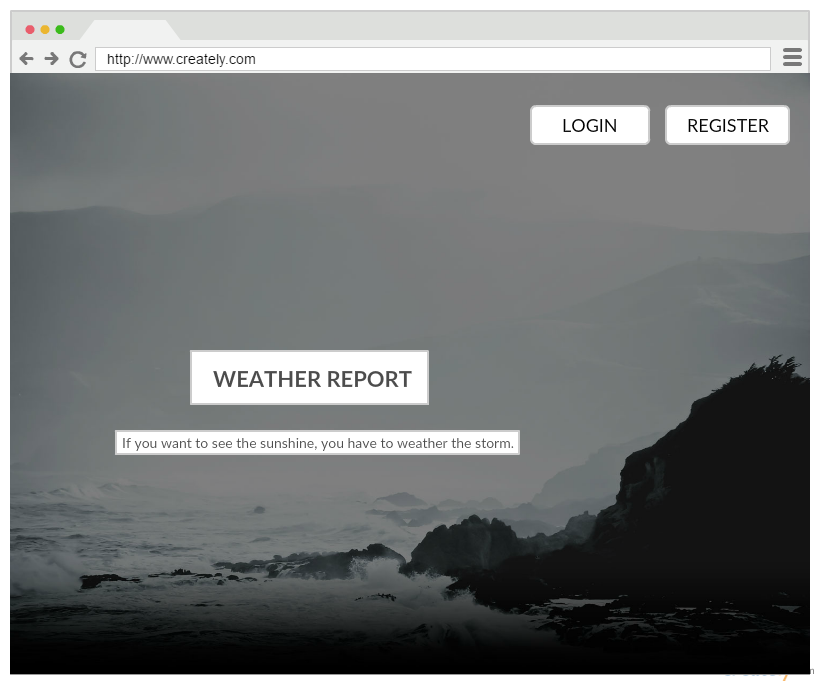 http://www.creately.com
LOGIN
REGISTER
WEATHER REPORT
If you want to see the sunshine, you have to weather the storm.